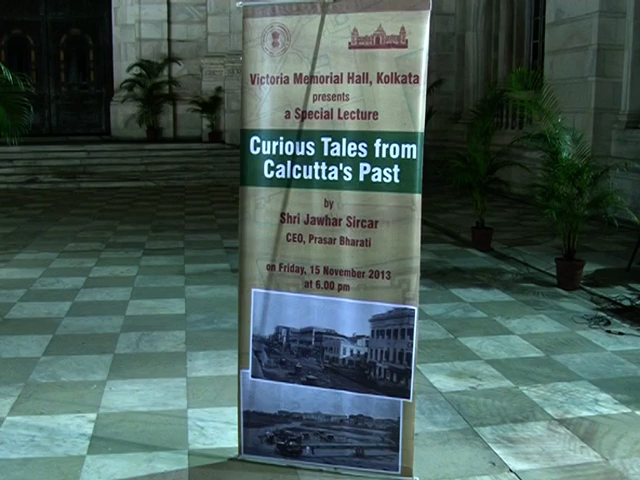 Victoria Memorial Hall, Kolkata
presents
a Special Lecture
Curious Tales from
Calcutta's Past
by
Shri Jawhar Sircar
CEO, Prasar Bharati
on Friday, 15 November 2013
at 6.00 pm